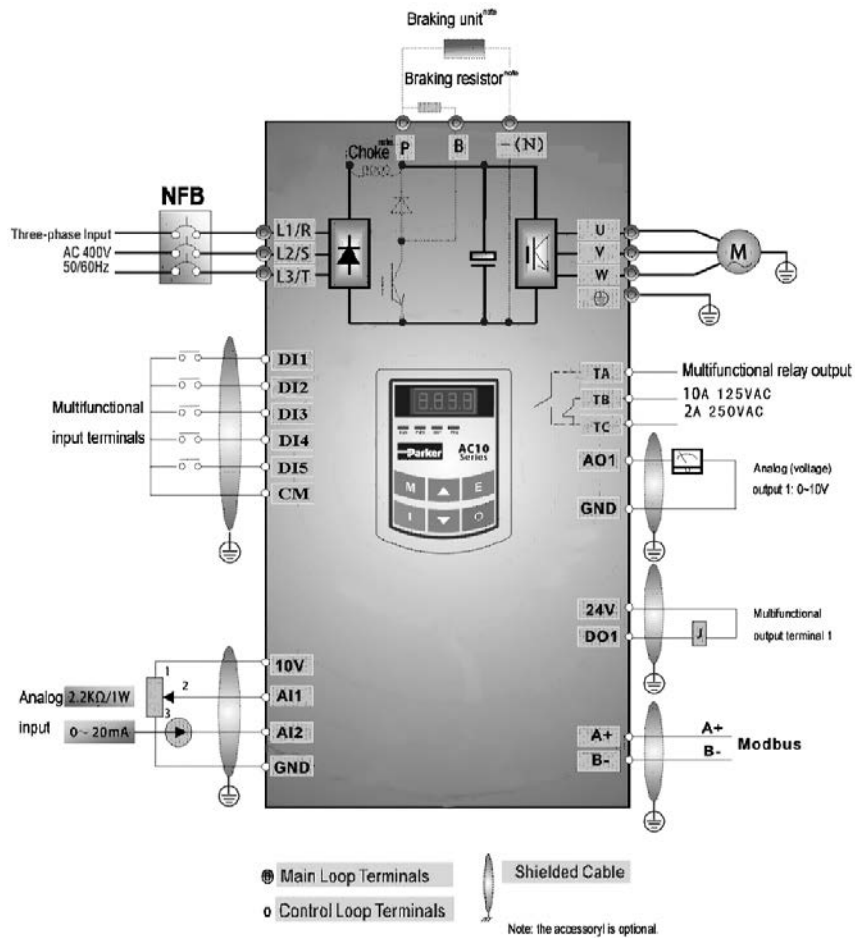 Braking unit note
Braking resistor note
Choke note
P
B
- (N)
NFB
Three-phase Input
AC 400V
50/60Hz
L1/R
L2/S
L3/T
U
V
W
M
DI1
DI2
DI3
DI4
DI5
CM
Multifunctional
input terminals
Parker
AC10
Series
M
E
I
O
TA
TB
TC
Multifunctional relay output
10A 125VAC
2A 250VAC
AO1
GND
Analog (voltage)
output 1: 0~10V
24V
DO1
J
Multifunctional
output terminal 1
10V
AI1
AI2
GND
1
2
3
Analog
input
2.2KΩ/1W
0~ 20mA
A+
B-
A+
B-
Modbus
Main Loop Terminals
Control Loop Terminals
Shielded Cable
Note: the accessoryl is optional.